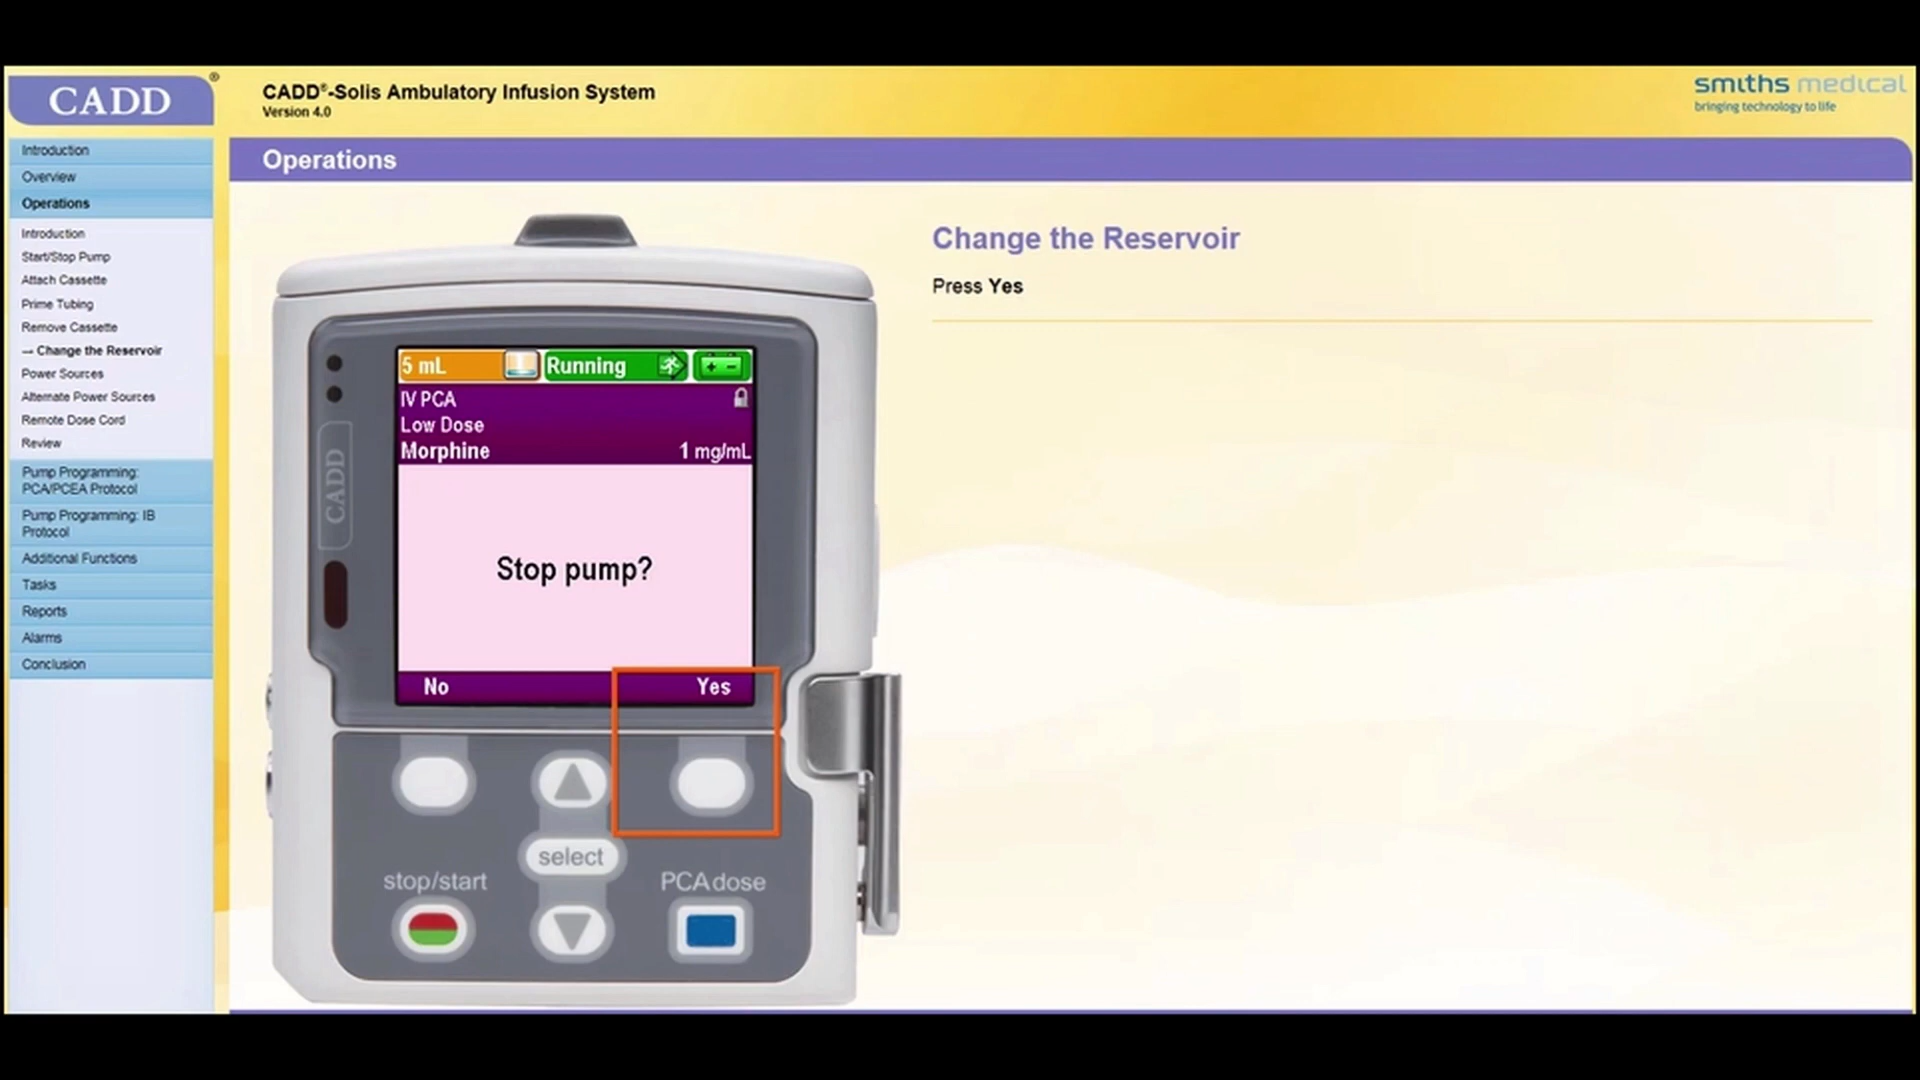 CADD®
CADD®-Solis Ambulatory Infusion System
Version 4.0
smiths medical
bringing technology to life
Introduction
Overview
Operations
Introduction
Start/Stop Pump
Attach Cassette
Prime Tubing
Remove Cassette
→ Change the Reservoir
Power Sources
Alternate Power Sources
Remote Dose Cord
Review
Pump Programming:
PCA/PCEA Protocol
Pump Programming: IB
Protocol
Additional Functions
Tasks
Reports
Alarms
Conclusion
Operations
Change the Reservoir
Press Yes
5 mL Running
IV PCA
Low Dose
Morphine 1 mg/mL
CADD
Stop pump?
No Yes
select
stop/start PCA dose